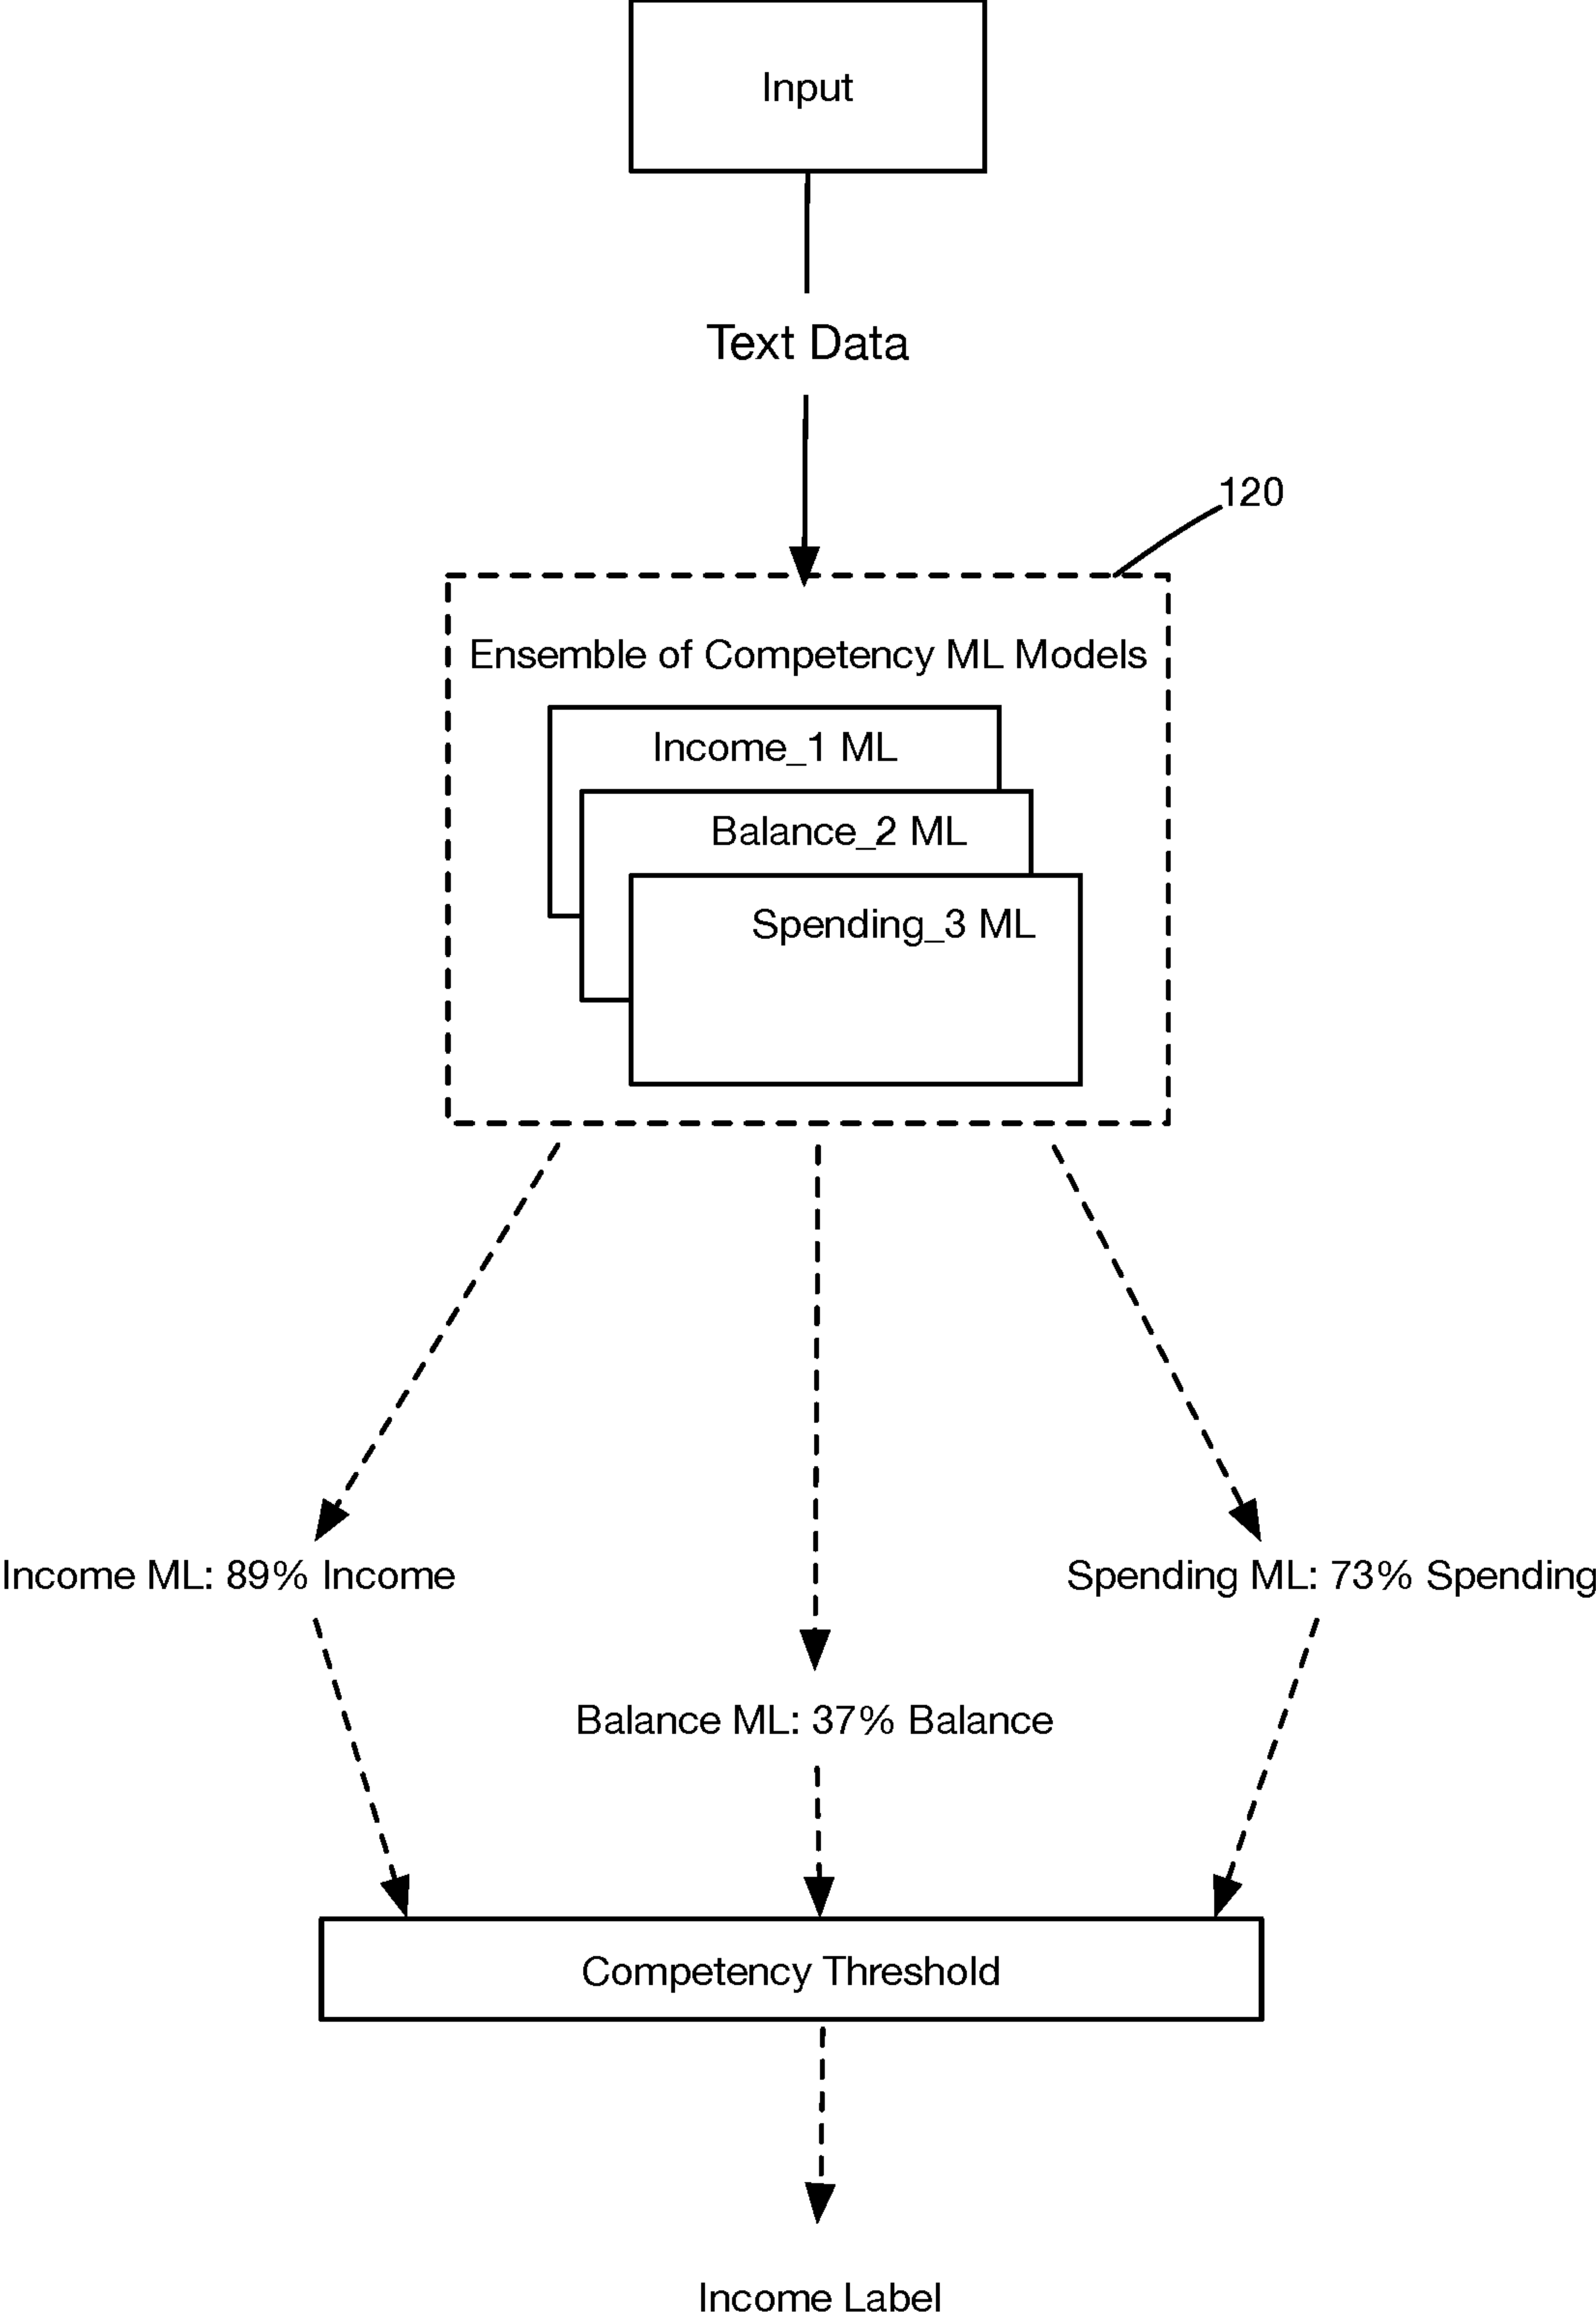 Input
Text Data
120
Ensemble of Competency ML Models
Income_1 ML
Balance_2 ML
Spending_3 ML
Income ML: 89% Income
Spending ML: 73% Spending
Balance ML: 37% Balance
Competency Threshold
Income Label